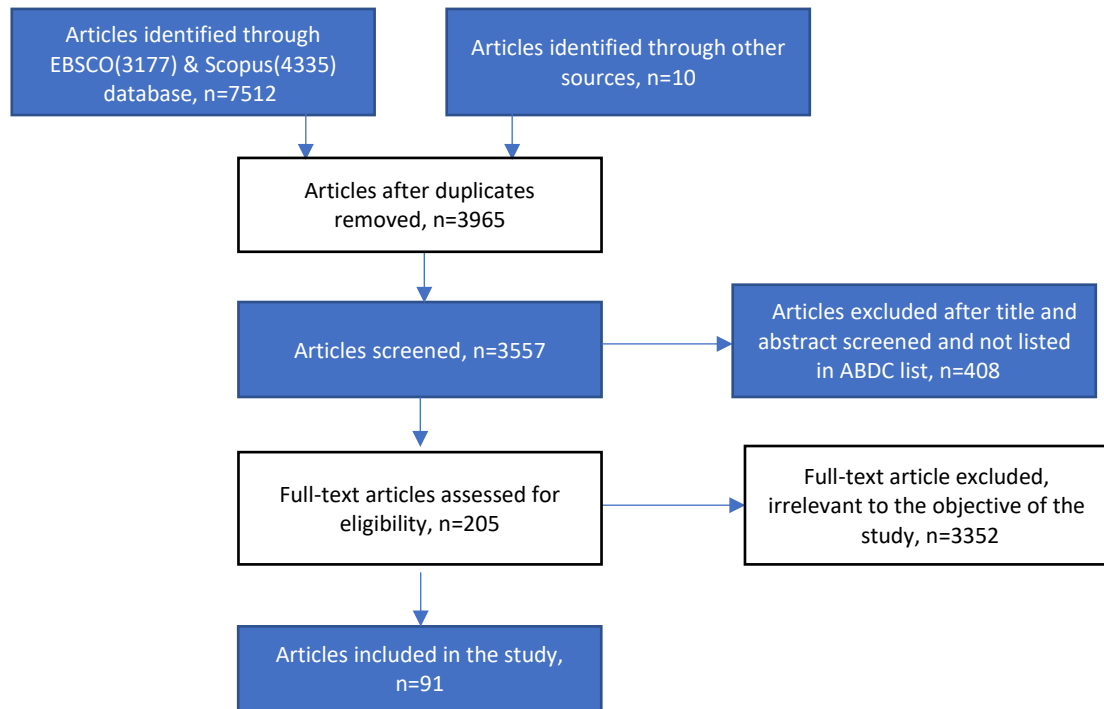 Articles identified through
EBSCO(3177) & Scopus(4335)
database, n=7512
Articles identified through other
sources, n=10
Articles after duplicates
removed, n=3965
Articles screened, n=3557
Articles excluded after title and
abstract screened and not listed
in ABDC list, n=408
Full-text articles assessed for
eligibility, n=205
Full-text article excluded,
irrelevant to the objective of the
study, n=3352
Articles included in the study,
n=91